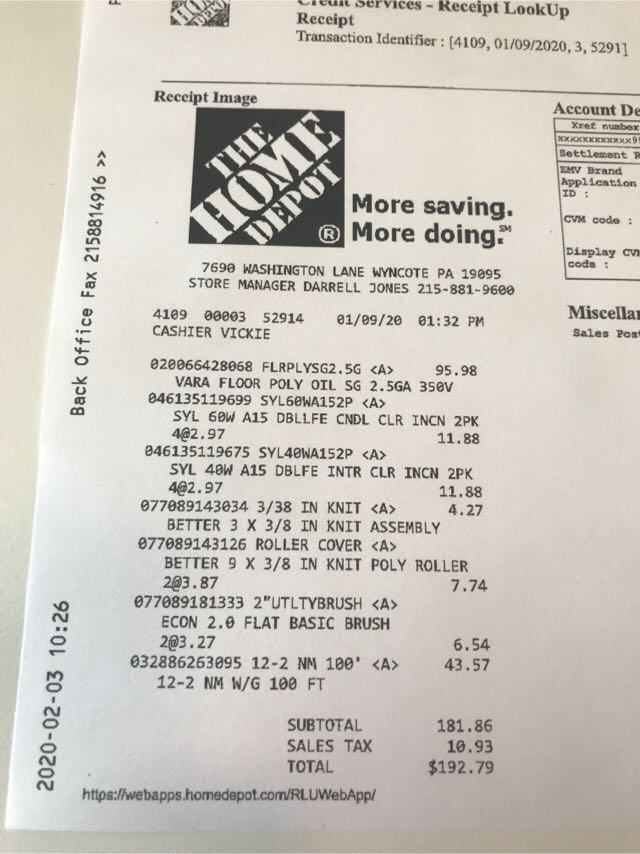 Credit Services - Receipt LookUp
Receipt
Transaction Identifier : [4109, 01/09/2020, 3, 5291]
Receipt Image
THE
HOME
DEPOT
®
More saving.
More doing.℠
7690 WASHINGTON LANE WYNCOTE PA 19095
STORE MANAGER DARRELL JONES 215-881-9600
4109 00003 52914 01/09/20 01:32 PM
CASHIER VICKIE
020066428068 FLRPLYSG2.5G <A> 95.98
VARA FLOOR POLY OIL SG 2.5GA 350V
046135119699 SYL60WA152P <A>
SYL 60W A15 DBLLFE CNDL CLR INCN 2PK
4@2.97 11.88
046135119675 SYL40WA152P <A>
SYL 40W A15 DBLFE INTR CLR INCN 2PK
4@2.97 11.88
077089143034 3/38 IN KNIT <A> 4.27
BETTER 3 X 3/8 IN KNIT ASSEMBLY
077089143126 ROLLER COVER <A>
BETTER 9 X 3/8 IN KNIT POLY ROLLER
2@3.87 7.74
077089181333 2"UTLTYBRUSH <A>
ECON 2.0 FLAT BASIC BRUSH
2@3.27 6.54
032886263095 12-2 NM 100' <A> 43.57
12-2 NM W/G 100 FT
SUBTOTAL 181.86
SALES TAX 10.93
TOTAL $192.79
https://webapps.homedepot.com/RLUWebApp/
2020-02-03 10:26
Back Office Fax 2158814916 >>
Account De
Xref number
xxxxxxxxxxxx9
Settlement R
EMV Brand
Application
ID :
CVM code :
Display CVM
code :
Miscella
Sales Pos